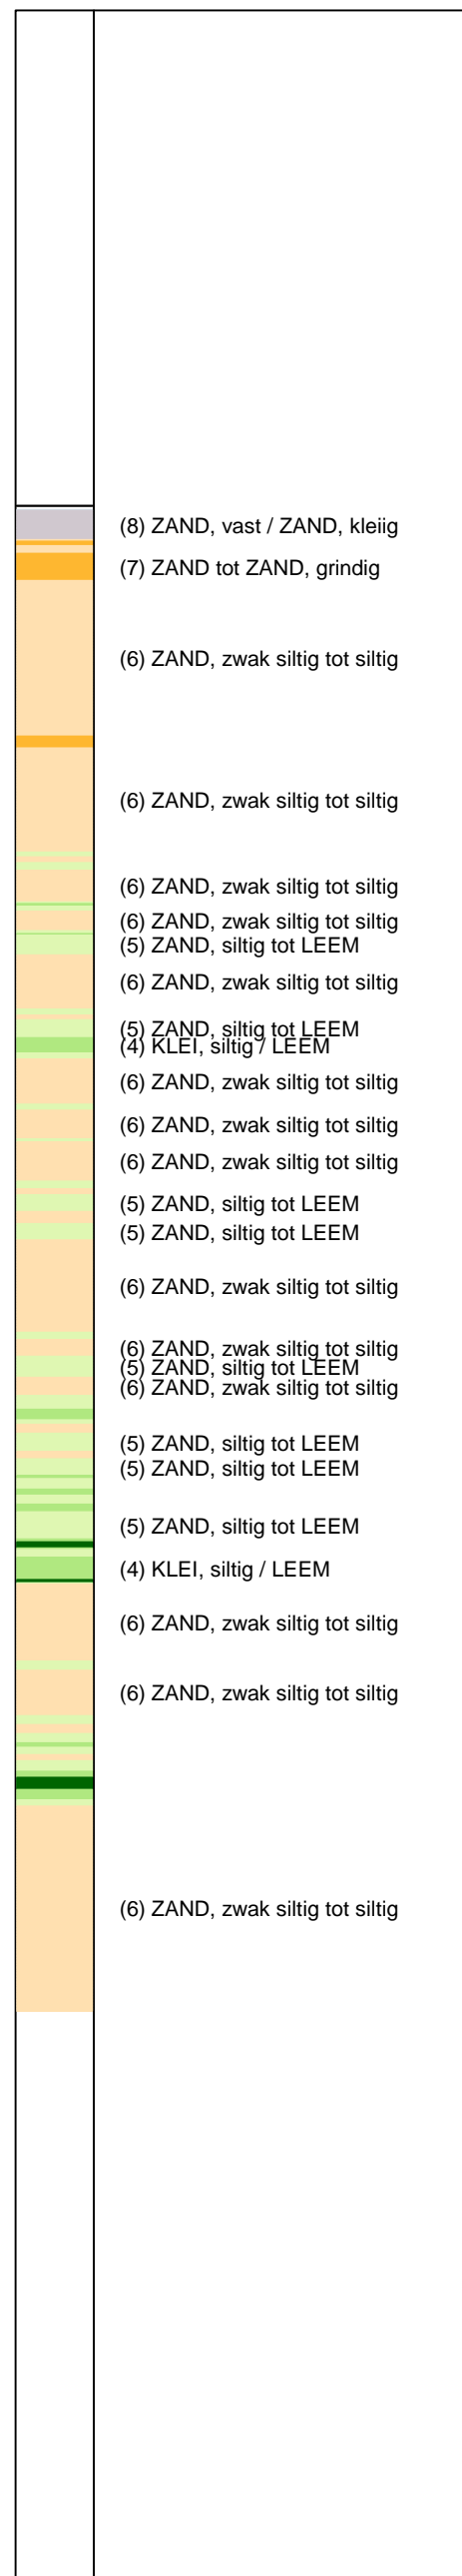 (8) ZAND, vast / ZAND, kleiig
(7) ZAND tot ZAND, grindig
(6) ZAND, zwak siltig tot siltig
(6) ZAND, zwak siltig tot siltig
(6) ZAND, zwak siltig tot siltig
(6) ZAND, zwak siltig tot siltig
(5) ZAND, siltig tot LEEM
(6) ZAND, zwak siltig tot siltig
(5) ZAND, siltig tot LEEM
(4) KLEI, siltig / LEEM
(6) ZAND, zwak siltig tot siltig
(6) ZAND, zwak siltig tot siltig
(6) ZAND, zwak siltig tot siltig
(5) ZAND, siltig tot LEEM
(5) ZAND, siltig tot LEEM
(6) ZAND, zwak siltig tot siltig
(6) ZAND, zwak siltig tot siltig
(5) ZAND, siltig tot LEEM
(6) ZAND, zwak siltig tot siltig
(5) ZAND, siltig tot LEEM
(5) ZAND, siltig tot LEEM
(5) ZAND, siltig tot LEEM
(4) KLEI, siltig / LEEM
(6) ZAND, zwak siltig tot siltig
(6) ZAND, zwak siltig tot siltig
(6) ZAND, zwak siltig tot siltig